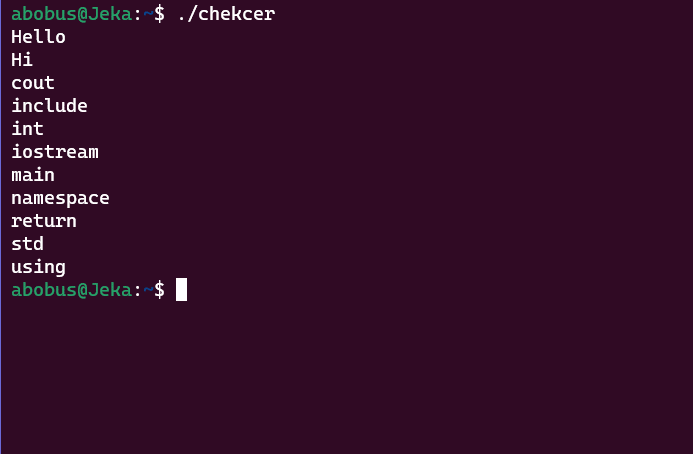 abobus@Jeka:~$ ./chekcer
Hello
Hi
cout
include
int
iostream
main
namespace
return
std
using
abobus@Jeka:~$